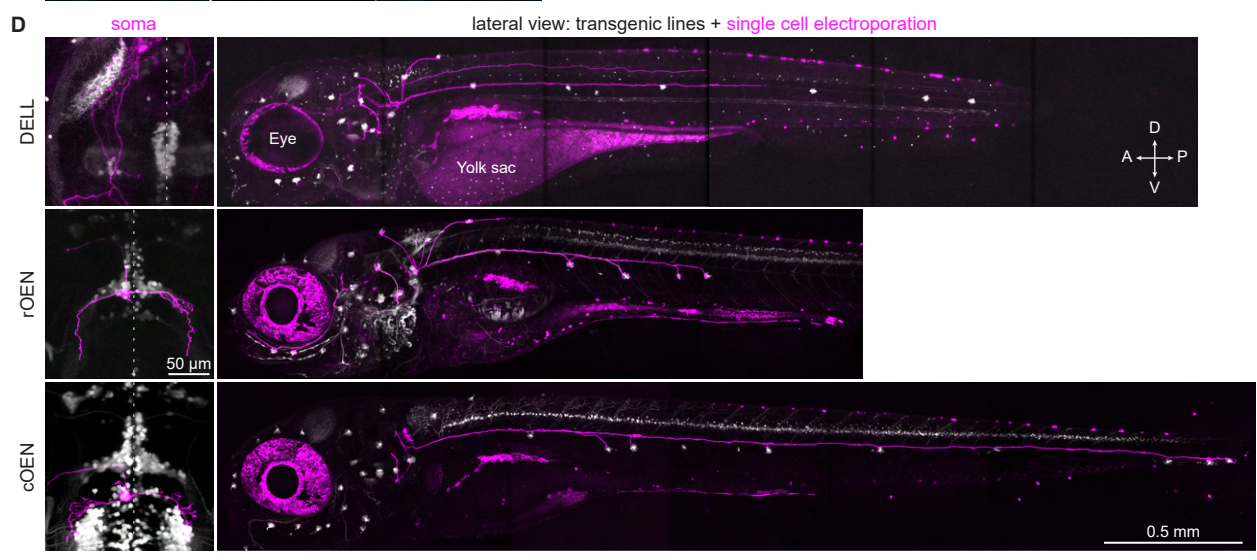 D
soma
lateral view: transgenic lines + single cell electroporation
DELL
Eye
Yolk sac
D
A
P
V
rOEN
50 µm
cOEN
0.5 mm